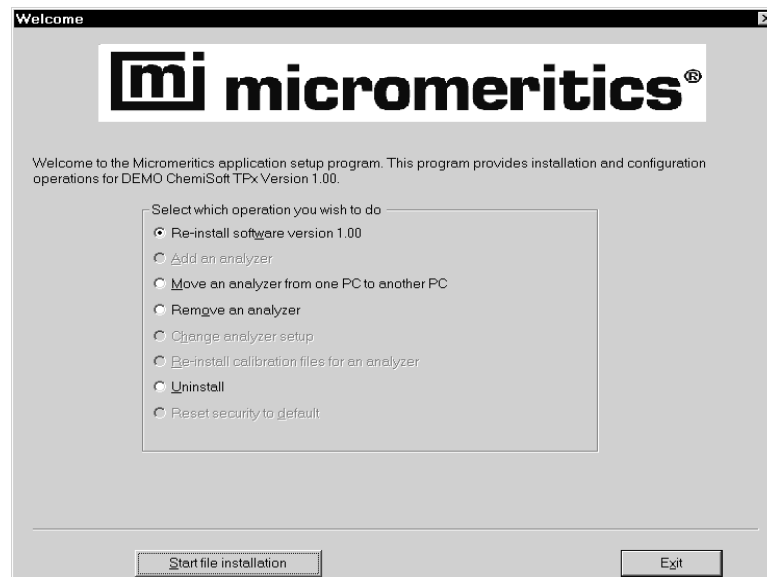 Welcome
mi micromeritics®
Welcome to the Micromeritics application setup program. This program provides installation and configuration
operations for DEMO ChemiSoft TPx Version 1.00.
Select which operation you wish to do
Re-install software version 1.00
Add an analyzer
Move an analyzer from one PC to another PC
Remove an analyzer
Change analyzer setup
Re-install calibration files for an analyzer
Uninstall
Reset security to default
Start file installation
Exit